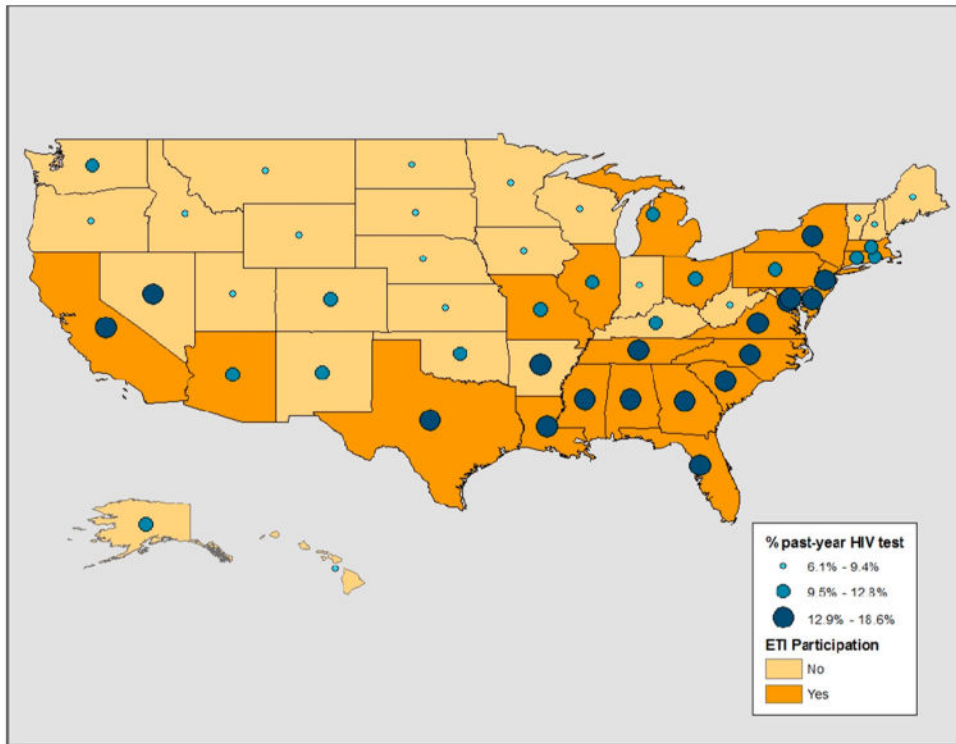 % past-year HIV test
6.1% - 9.4%
9.5% - 12.8%
12.9% - 18.6%
ETI Participation
No
Yes